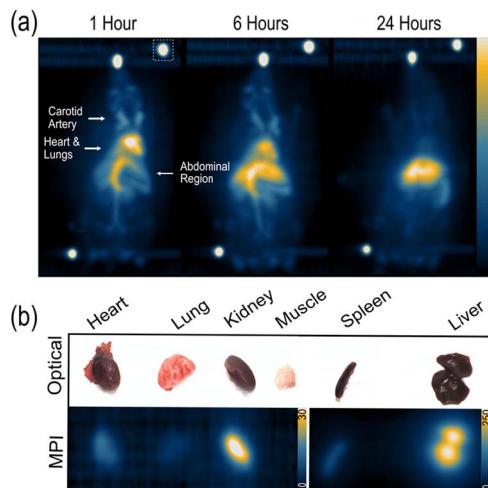 (a)
1 Hour 6 Hours 24 Hours
Carotid
Artery
Heart &
Lungs
Abdominal
Region
(b)
Heart Lung Kidney Muscle Spleen Liver
Optical
MPI
30
0
250
0